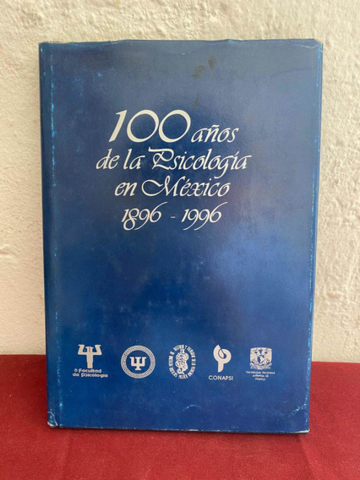 100 años
de la Psicología
en México
1896 - 1996
Facultad
de Psicología
CONAPSI